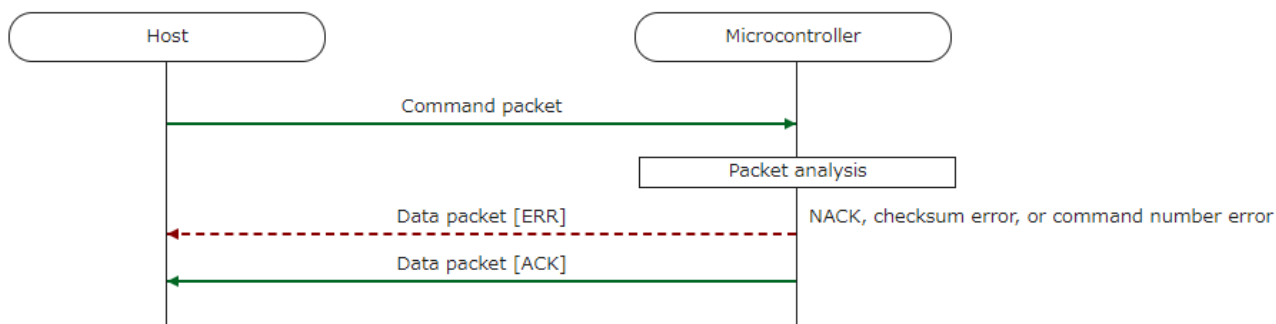 Host
Microcontroller
Command packet
Packet analysis
Data packet [ERR]
NACK, checksum error, or command number error
Data packet [ACK]